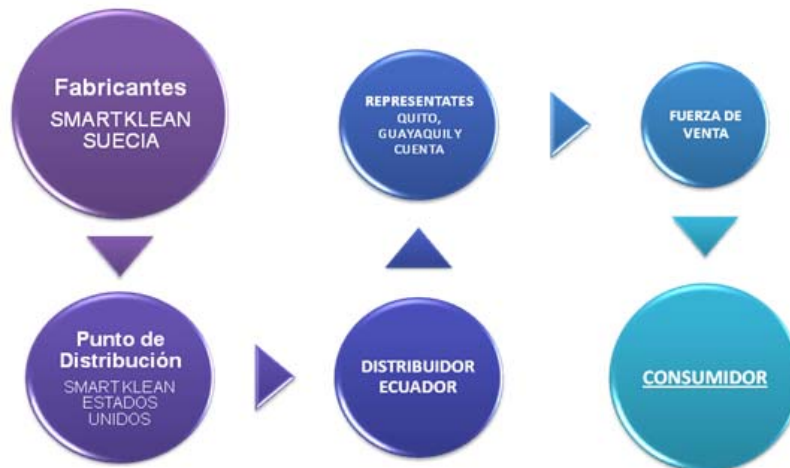 Fabricantes
SMARTKLEAN
SUECIA
Punto de
Distribución
SMARTKLEAN
ESTADOS
UNIDOS
DISTRIBUIDOR
ECUADOR
REPRESENTATES
QUITO,
GUAYAQUIL Y
CUENTA
FUERZA DE
VENTA
CONSUMIDOR